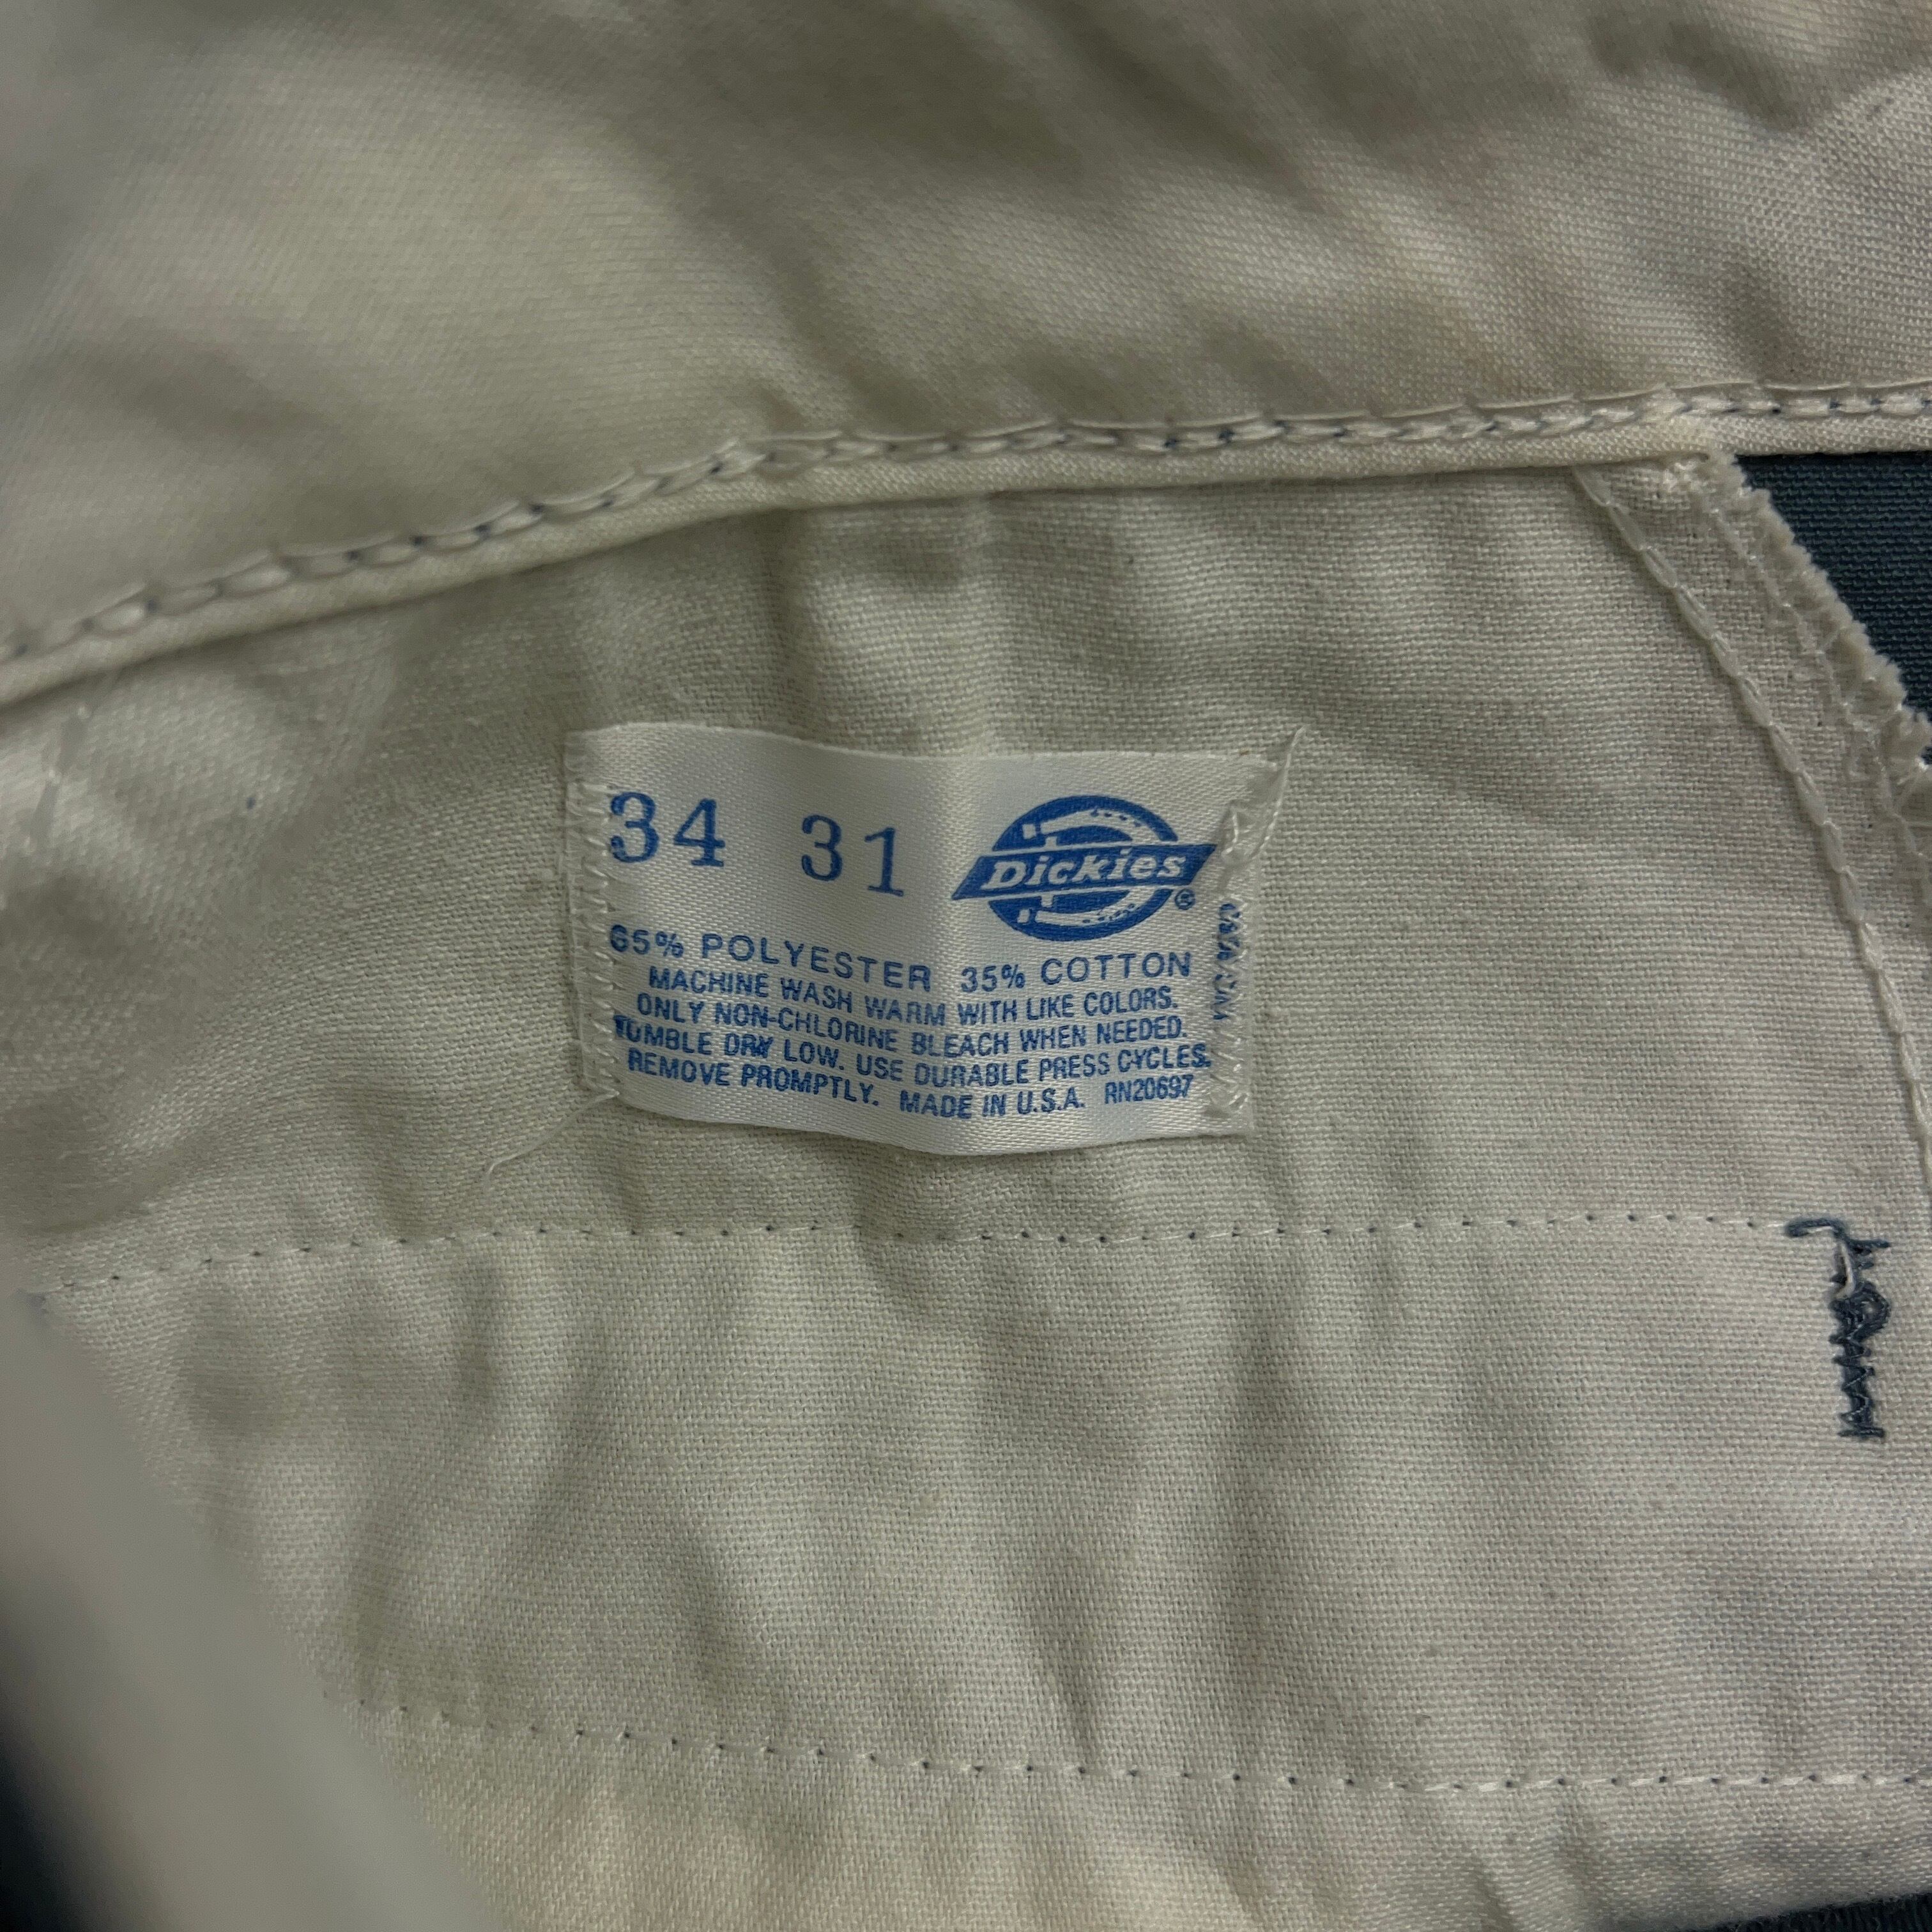 34 31 Dickies ®
65% POLYESTER 35% COTTON
MACHINE WASH WARM WITH LIKE COLORS.
ONLY NON-CHLORINE BLEACH WHEN NEEDED.
TUMBLE DRY LOW. USE DURABLE PRESS CYCLES.
REMOVE PROMPTLY. MADE IN U.S.A. RN20697